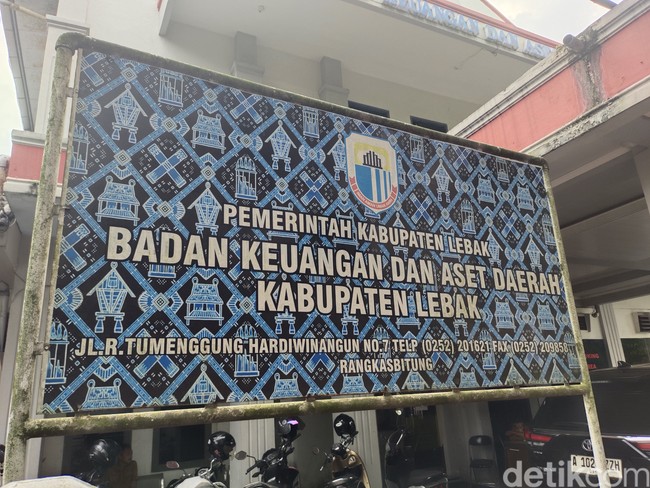 PEMERINTAH KABUPATEN LEBAK
BADAN KEUANGAN DAN ASET DAERAH
KABUPATEN LEBAK
JL.R.TUMENGGUNG HARDIWINANGUN NO.7 TELP (0252) 201621 FAX (0252) 209850
RANGKASBITUNG
detikcom